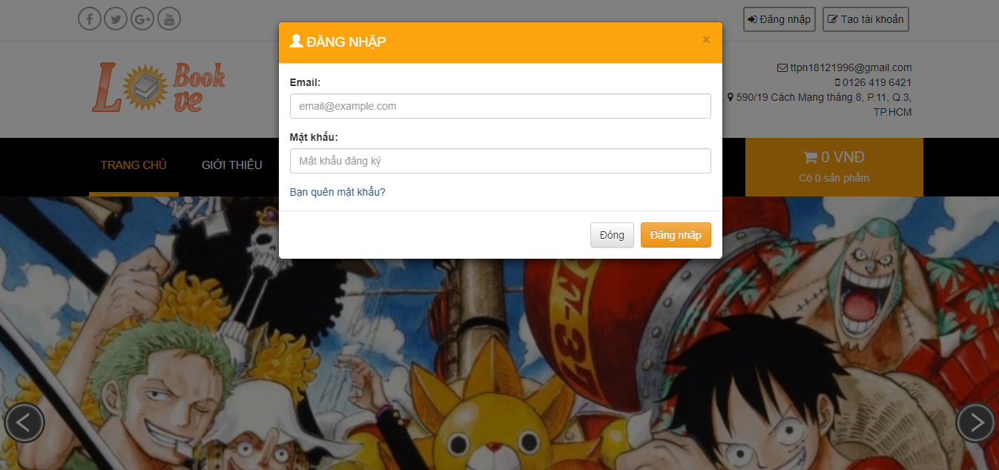 Đăng nhập
Tạo tài khoản
ĐĂNG NHẬP
×
Email:
email@example.com
Mật khẩu:
Mật khẩu đăng ký
Bạn quên mật khẩu?
Đóng
Đăng nhập
L Book
ve
ttpn18121996@gmail.com
0126 419 6421
590/19 Cách Mạng tháng 8, P.11, Q.3,
TP.HCM
TRANG CHỦ
GIỚI THIỆU
0 VNĐ
Có 0 sản phẩm